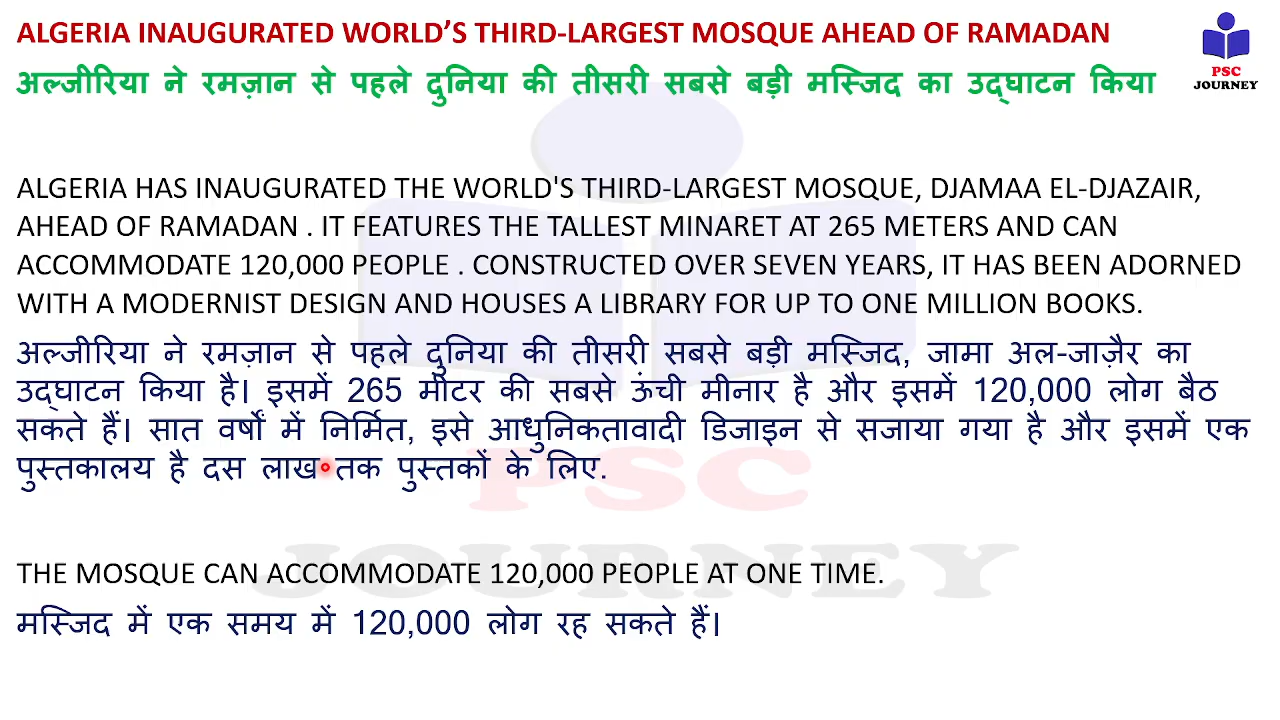 ALGERIA INAUGURATED WORLD’S THIRD-LARGEST MOSQUE AHEAD OF RAMADAN
अल्जीरिया ने रमज़ान से पहले दुनिया की तीसरी सबसे बड़ी मस्जिद का उद्घाटन किया
PSC
JOURNEY
ALGERIA HAS INAUGURATED THE WORLD'S THIRD-LARGEST MOSQUE, DJAMAA EL-DJAZAIR,
AHEAD OF RAMADAN . IT FEATURES THE TALLEST MINARET AT 265 METERS AND CAN
ACCOMMODATE 120,000 PEOPLE . CONSTRUCTED OVER SEVEN YEARS, IT HAS BEEN ADORNED
WITH A MODERNIST DESIGN AND HOUSES A LIBRARY FOR UP TO ONE MILLION BOOKS.
अल्जीरिया ने रमज़ान से पहले दुनिया की तीसरी सबसे बड़ी मस्जिद, जामा अल-जाज़ैर का
उद्घाटन किया है। इसमें 265 मीटर की सबसे ऊंची मीनार है और इसमें 120,000 लोग बैठ
सकते हैं। सात वर्षों में निर्मित, इसे आधुनिकतावादी डिजाइन से सजाया गया है और इसमें एक
पुस्तकालय है दस लाख तक पुस्तकों के लिए.
PSC
JOURNEY
THE MOSQUE CAN ACCOMMODATE 120,000 PEOPLE AT ONE TIME.
मस्जिद में एक समय में 120,000 लोग रह सकते हैं।